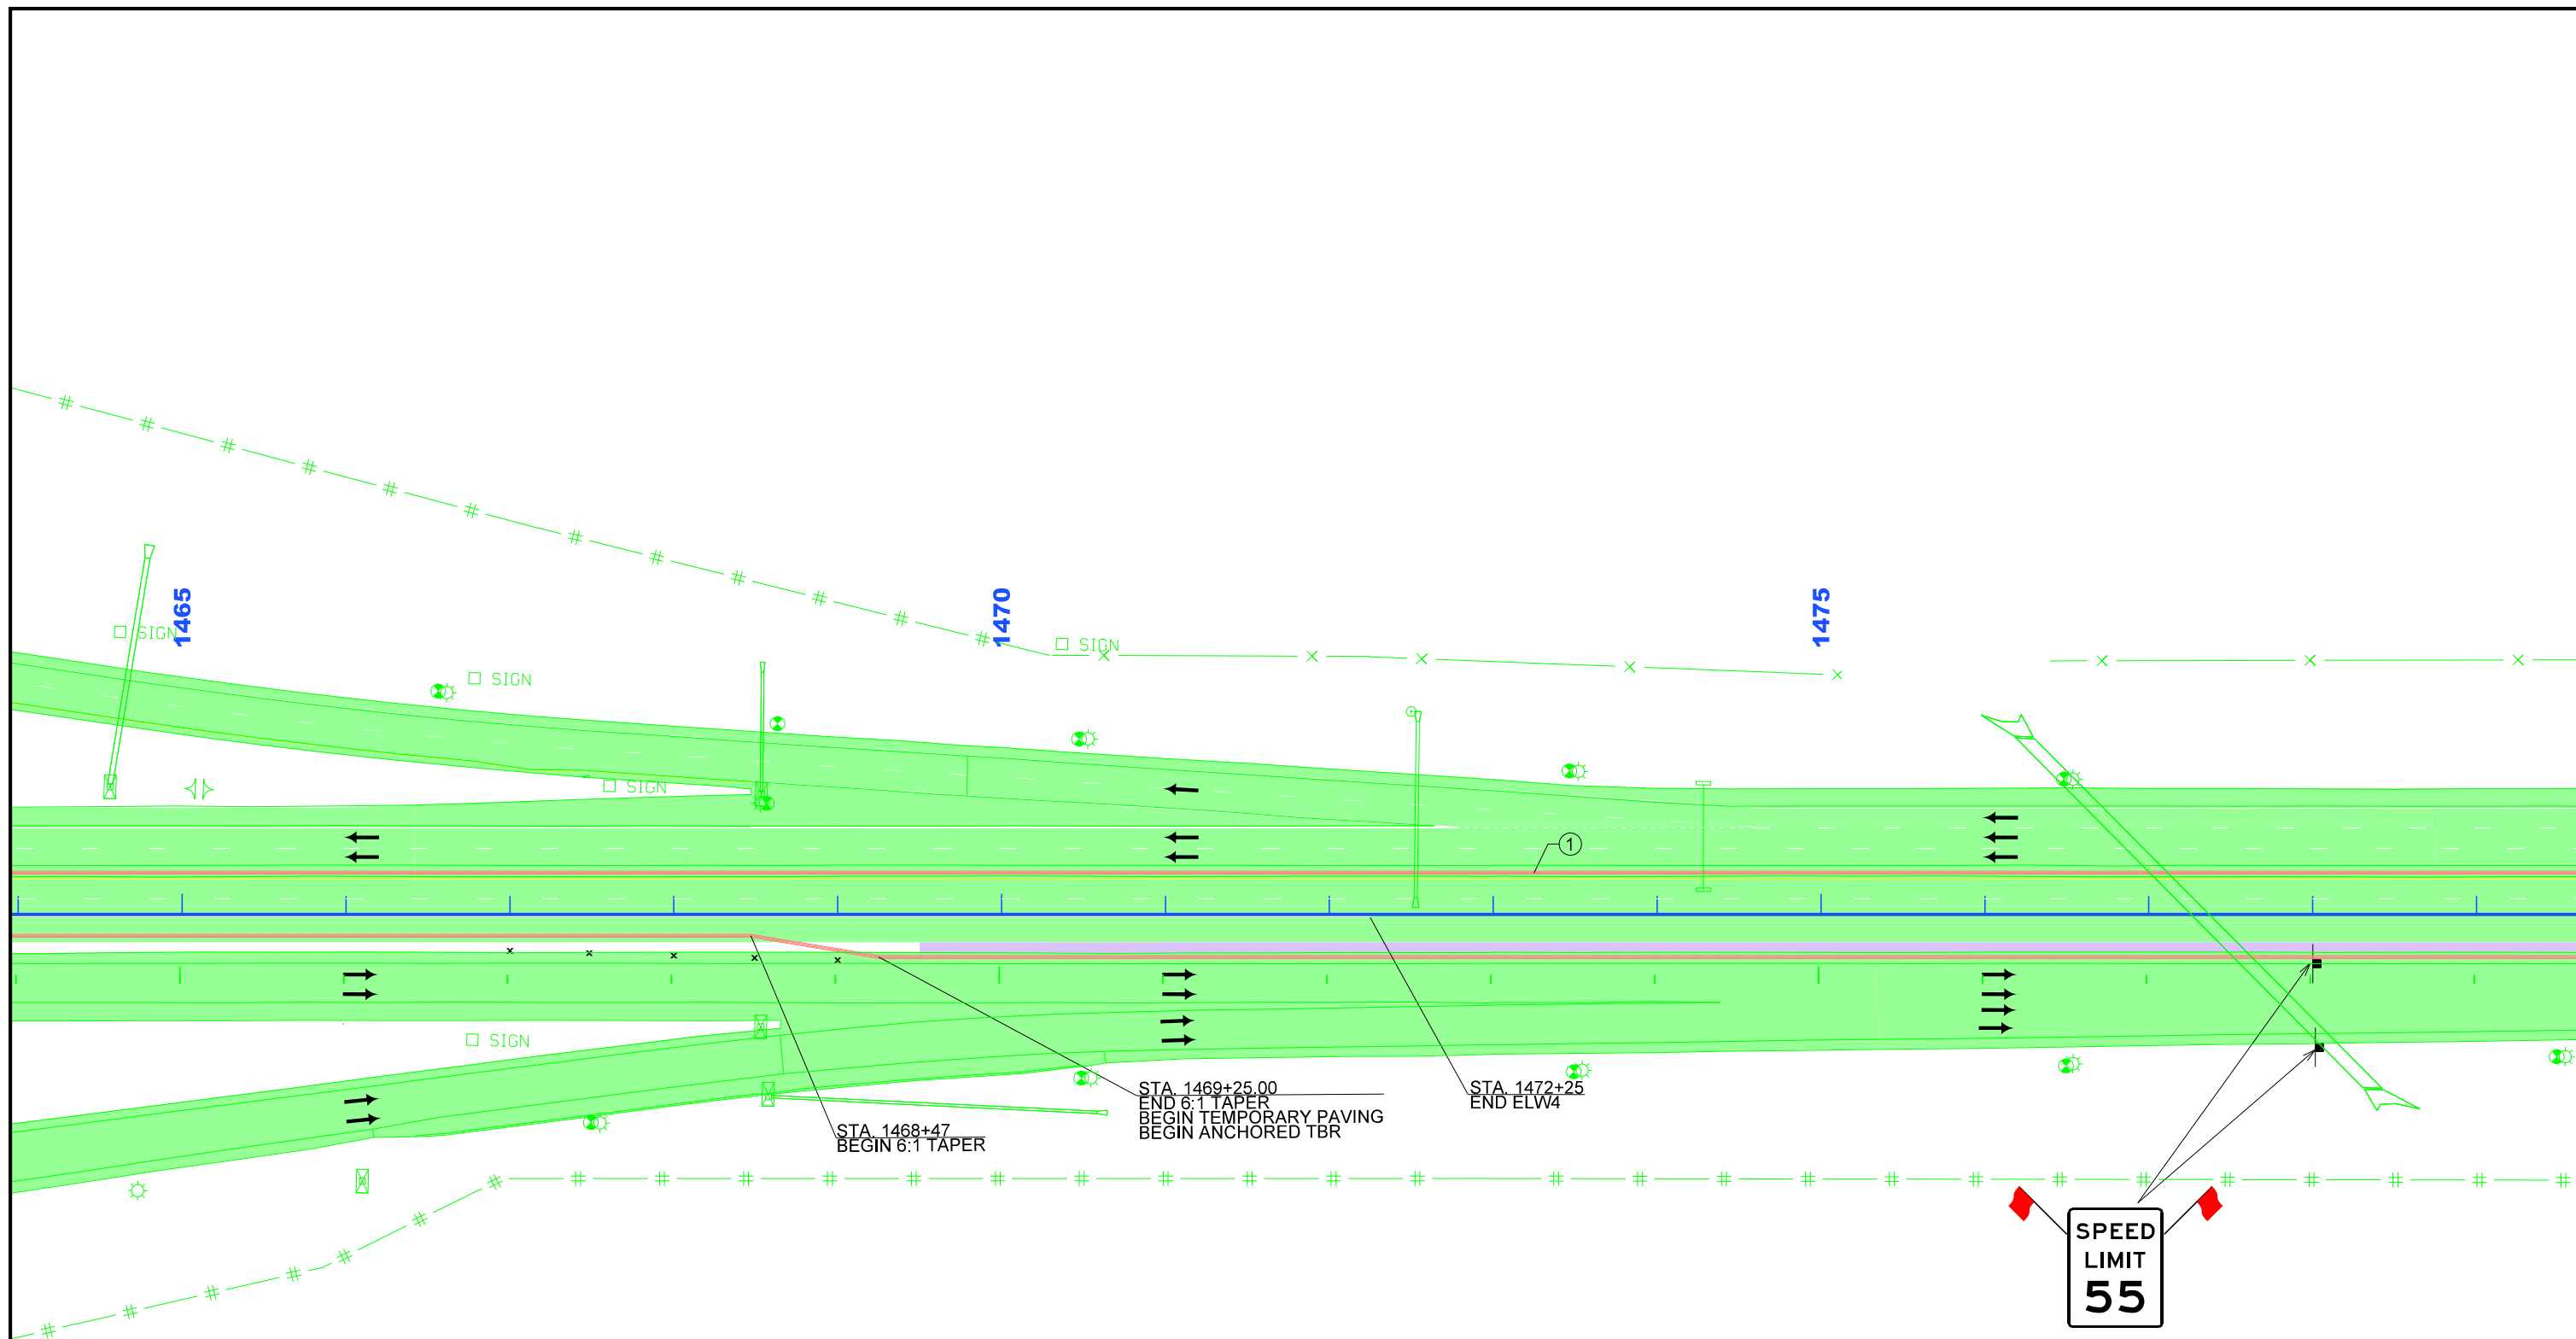 1465
1470
1475
SIGN
SIGN
SIGN
SIGN
1
SIGN
STA. 1468+47
BEGIN 6:1 TAPER
STA. 1469+25.00
END 6:1 TAPER
BEGIN TEMPORARY PAVING
BEGIN ANCHORED TBR
STA. 1472+25
END ELW4
SPEED
LIMIT
55